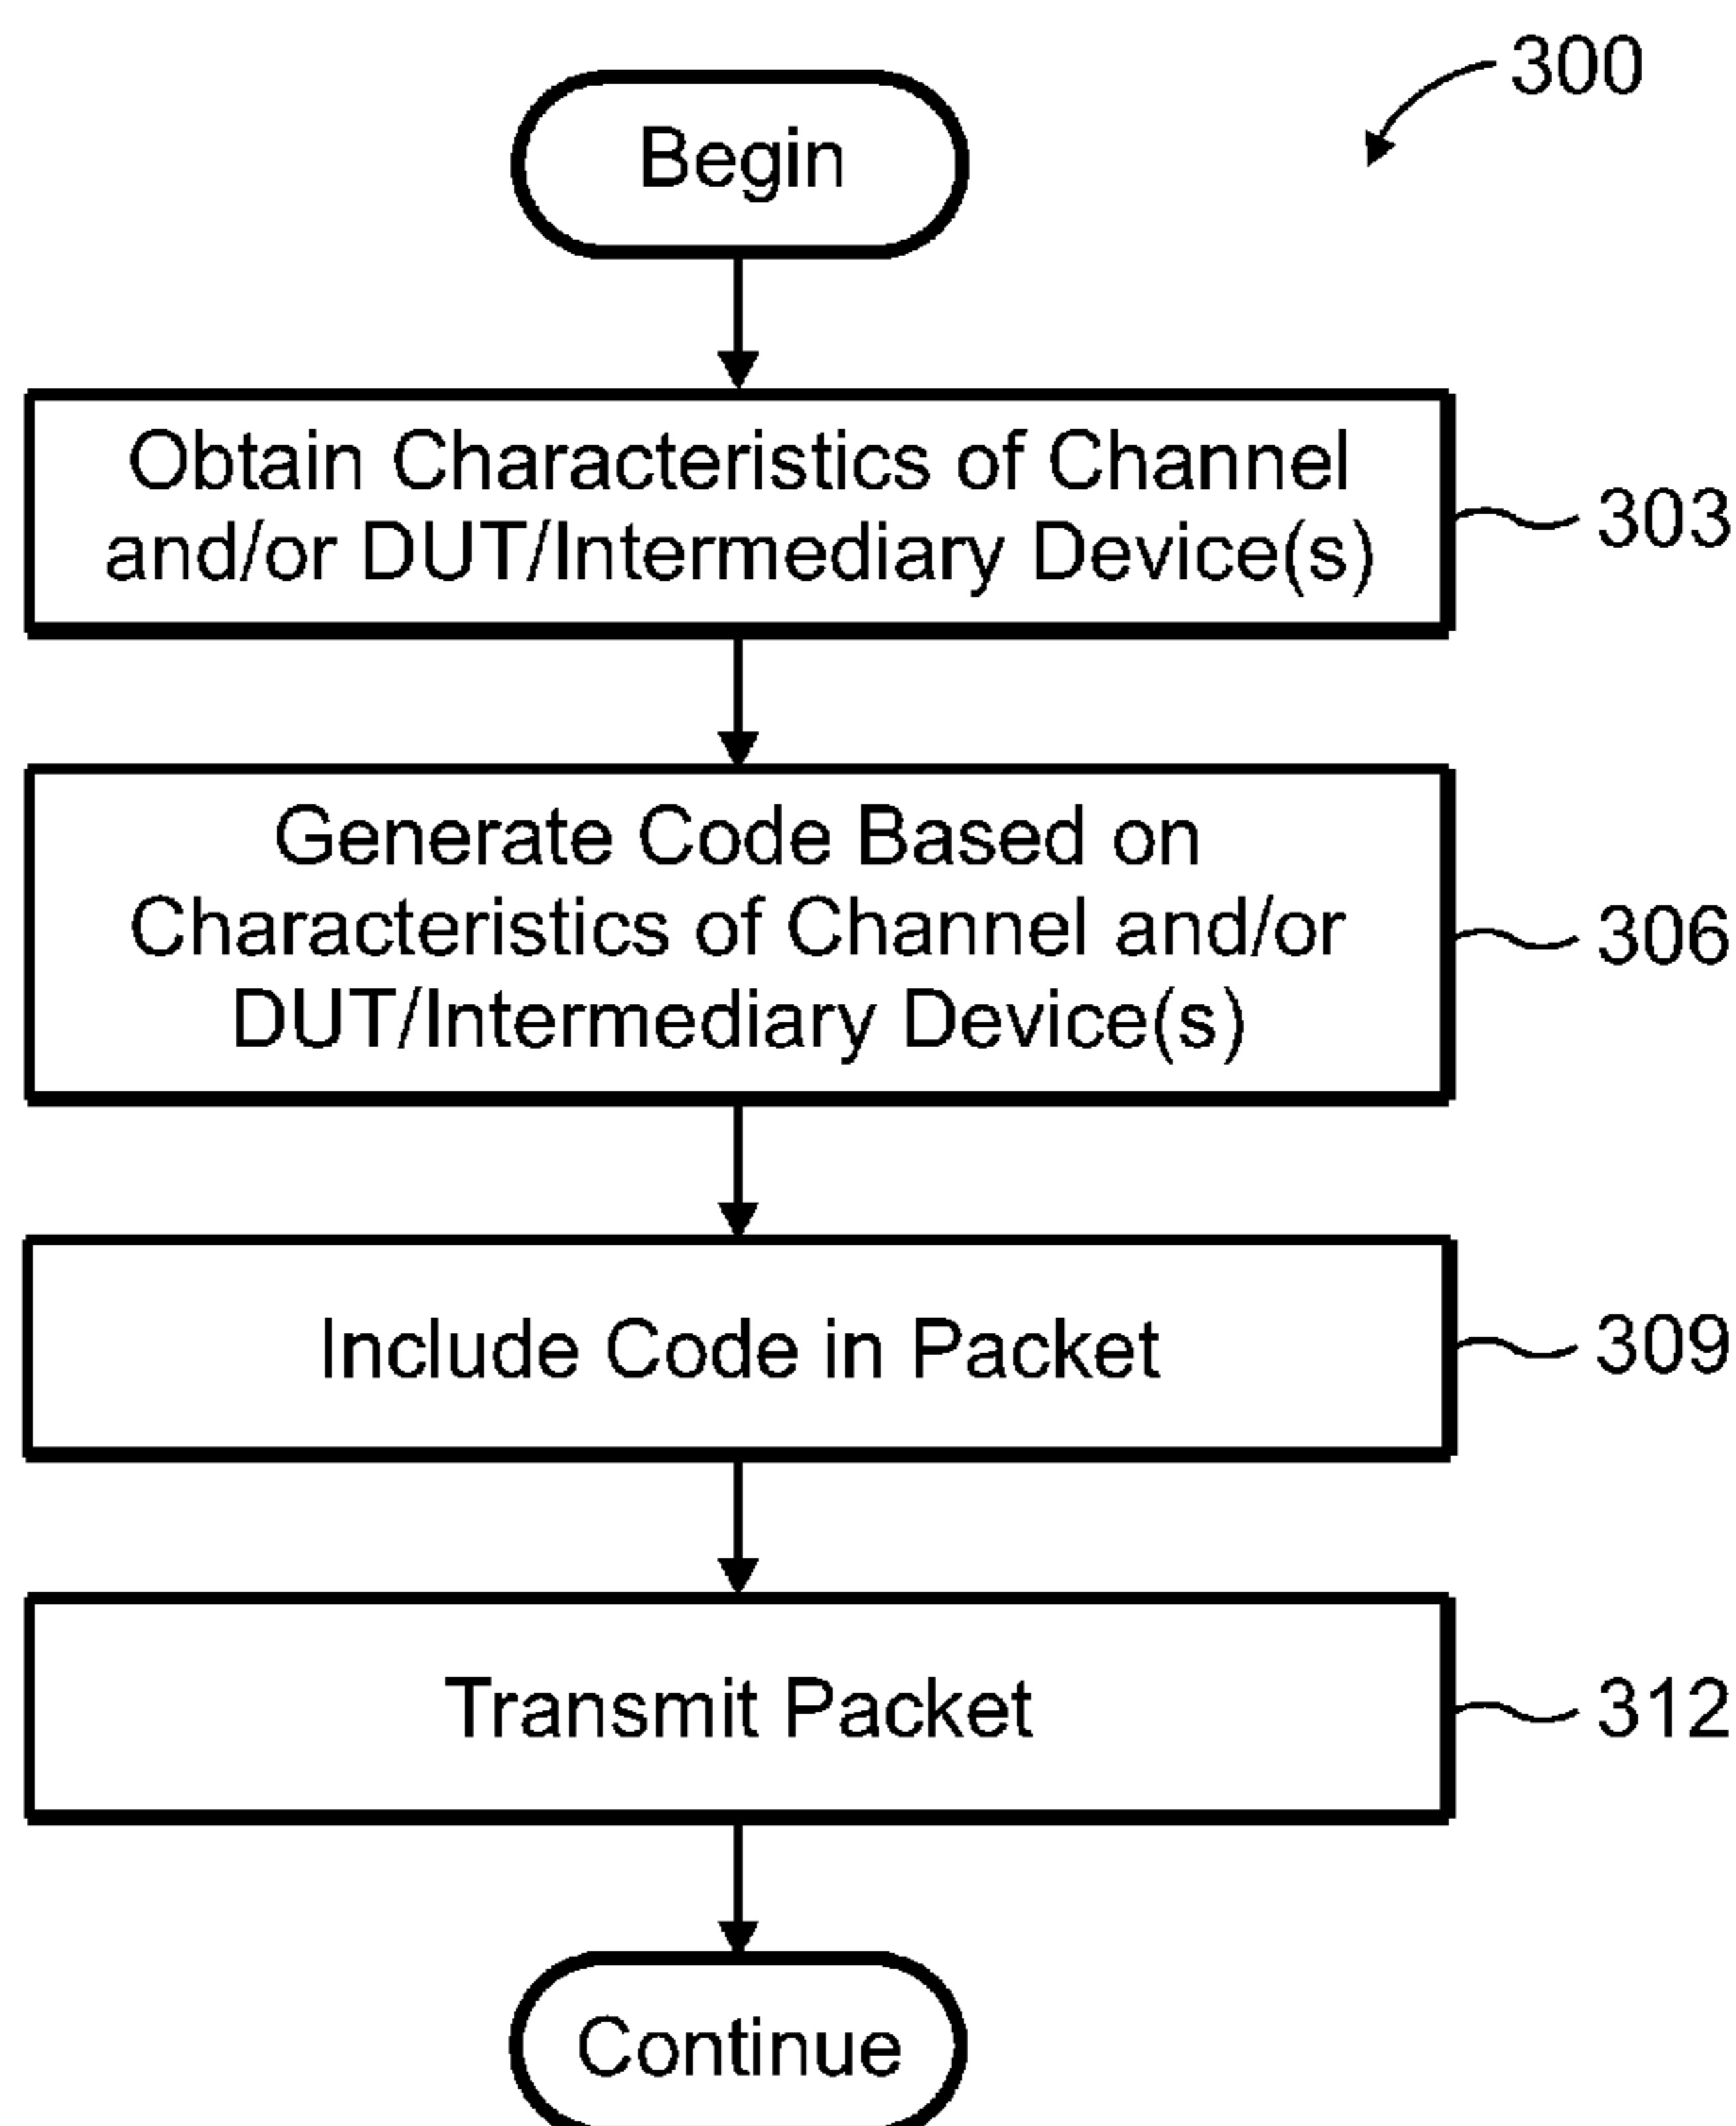 300
Begin
Obtain Characteristics of Channel
and/or DUT/Intermediary Device(s)
303
Generate Code Based on
Characteristics of Channel and/or
DUT/Intermediary Device(s)
306
Include Code in Packet
309
Transmit Packet
312
Continue